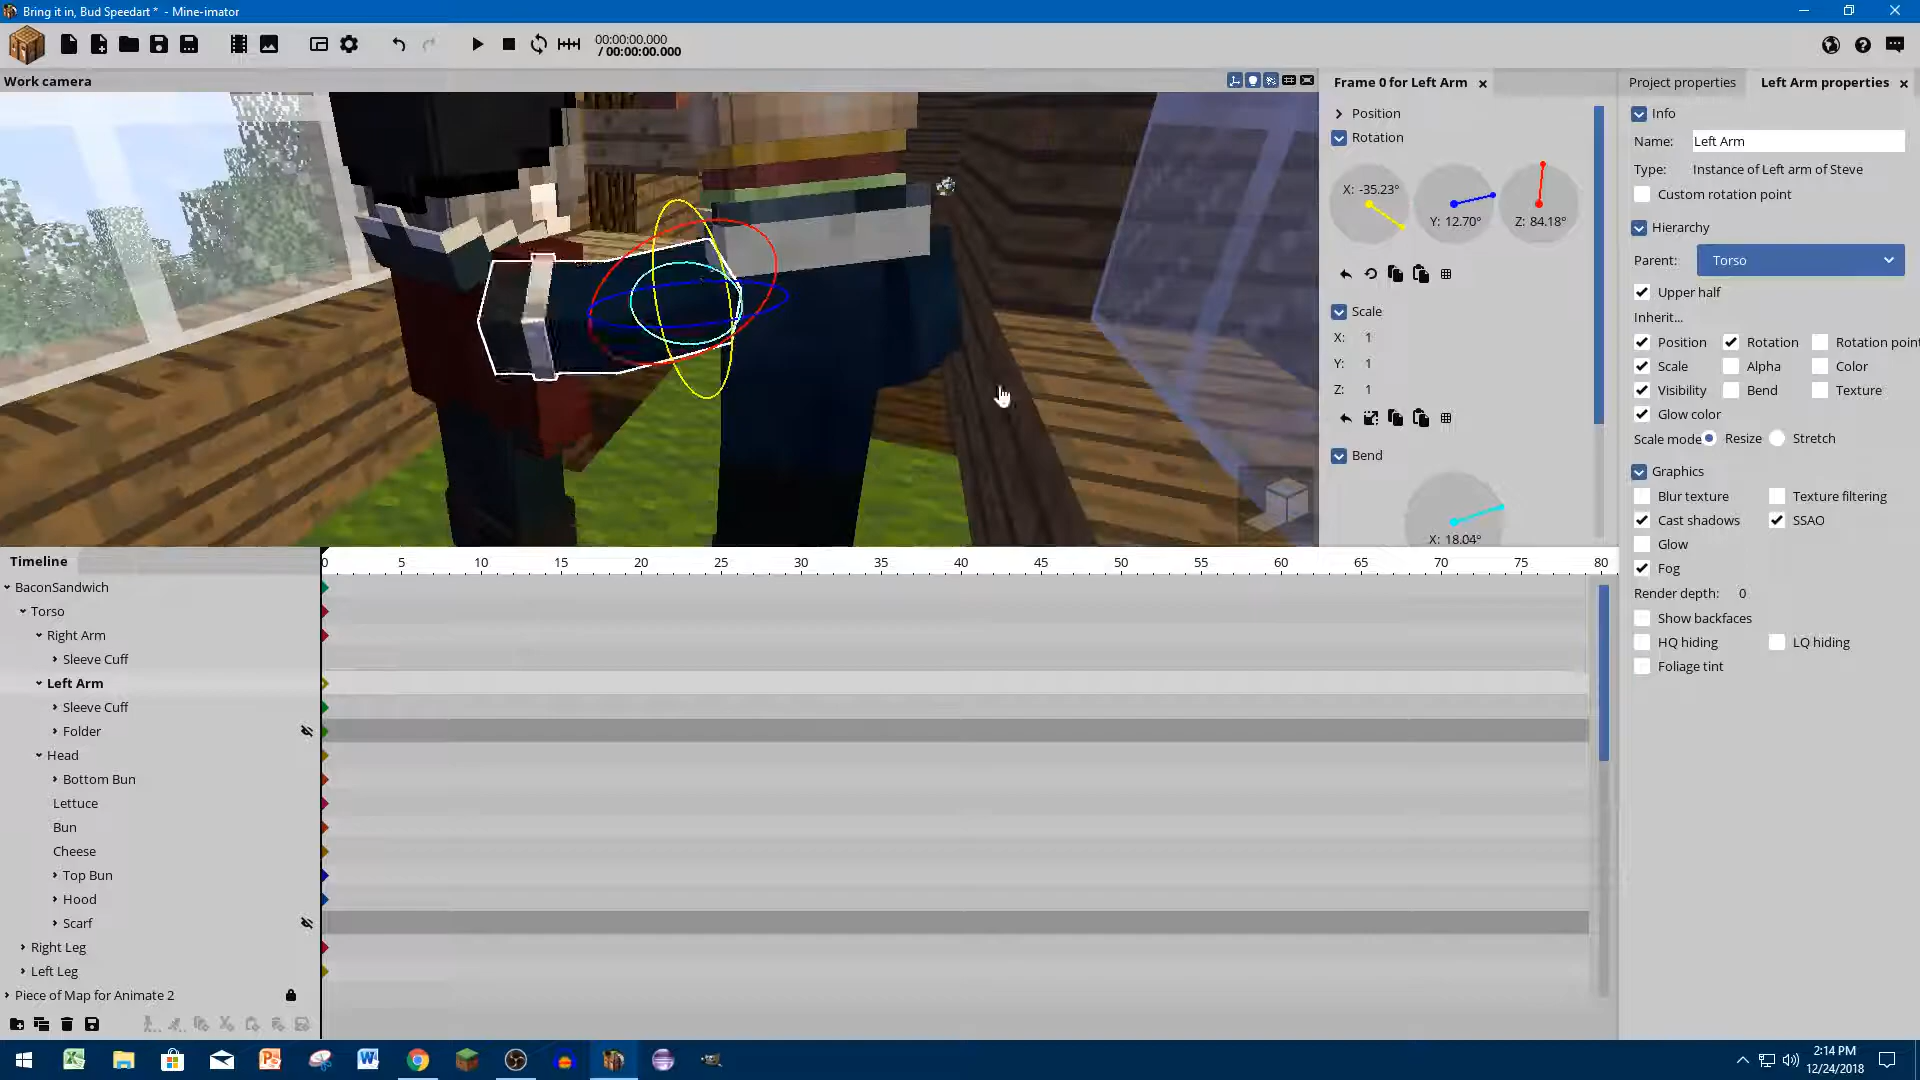 Bring it in, Bud Speedart * - Mine-imator
00:00:00.000
/ 00:00:00.000
Work camera
Frame 0 for Left Arm
Position
Rotation
X: -35.23°
Y: 12.70°
Z: 84.18°
Scale
X: 1
Y: 1
Z: 1
Bend
X: 18.04°
Project properties
Left Arm properties
Info
Name: Left Arm
Type: Instance of Left arm of Steve
Custom rotation point
Hierarchy
Parent: Torso
Upper half
Inherit...
Position Rotation Rotation point
Scale Alpha Color
Visibility Bend Texture
Glow color
Scale mode Resize Stretch
Graphics
Blur texture Texture filtering
Cast shadows SSAO
Glow
Fog
Render depth: 0
Show backfaces
HQ hiding LQ hiding
Foliage tint
Timeline
0 5 10 15 20 25 30 35 40 45 50 55 60 65 70 75 80
BaconSandwich
Torso
Right Arm
Sleeve Cuff
Left Arm
Sleeve Cuff
Folder
Head
Bottom Bun
Lettuce
Bun
Cheese
Top Bun
Hood
Scarf
Right Leg
Left Leg
Piece of Map for Animate 2
2:14 PM
12/24/2018